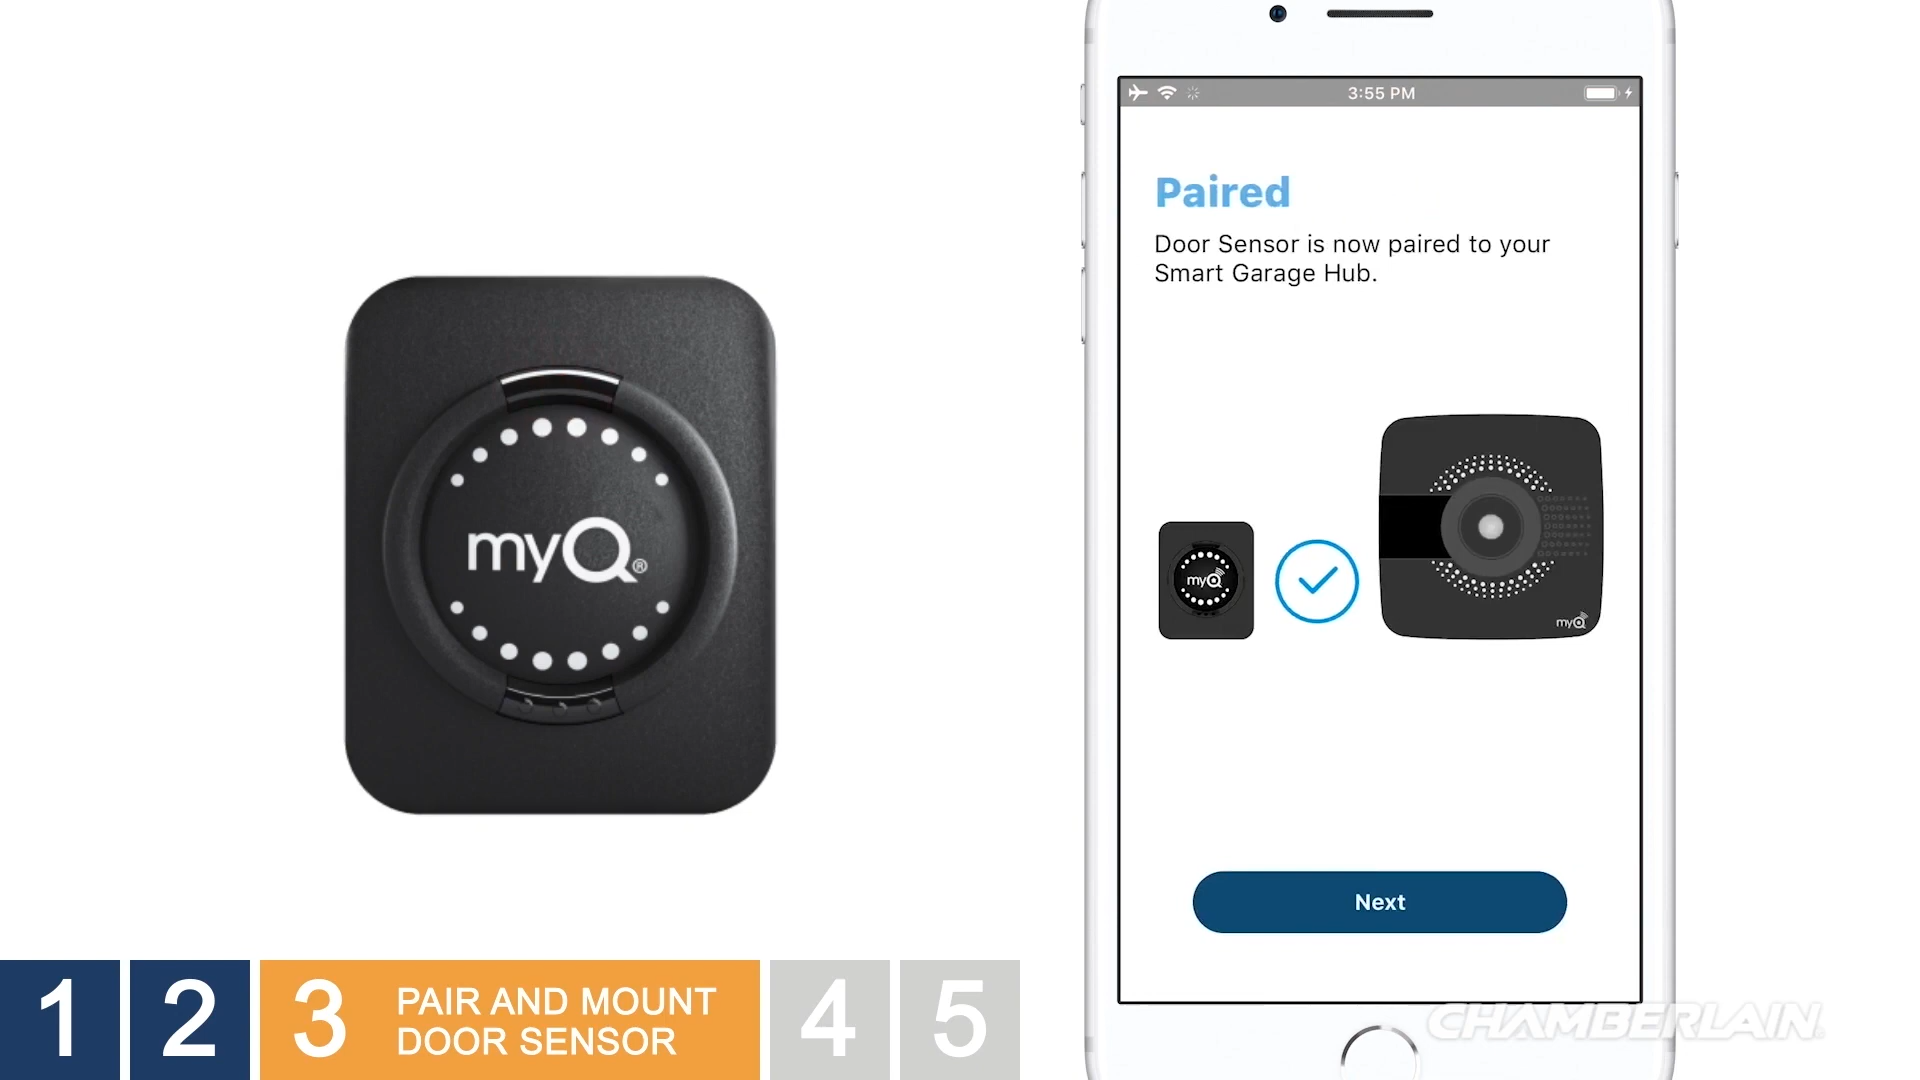 myQ®
3:55 PM
Paired
Door Sensor is now paired to your
Smart Garage Hub.
myQ
myQ
Next
1 2 3 PAIR AND MOUNT
DOOR SENSOR
4 5
CHAMBERLAIN®